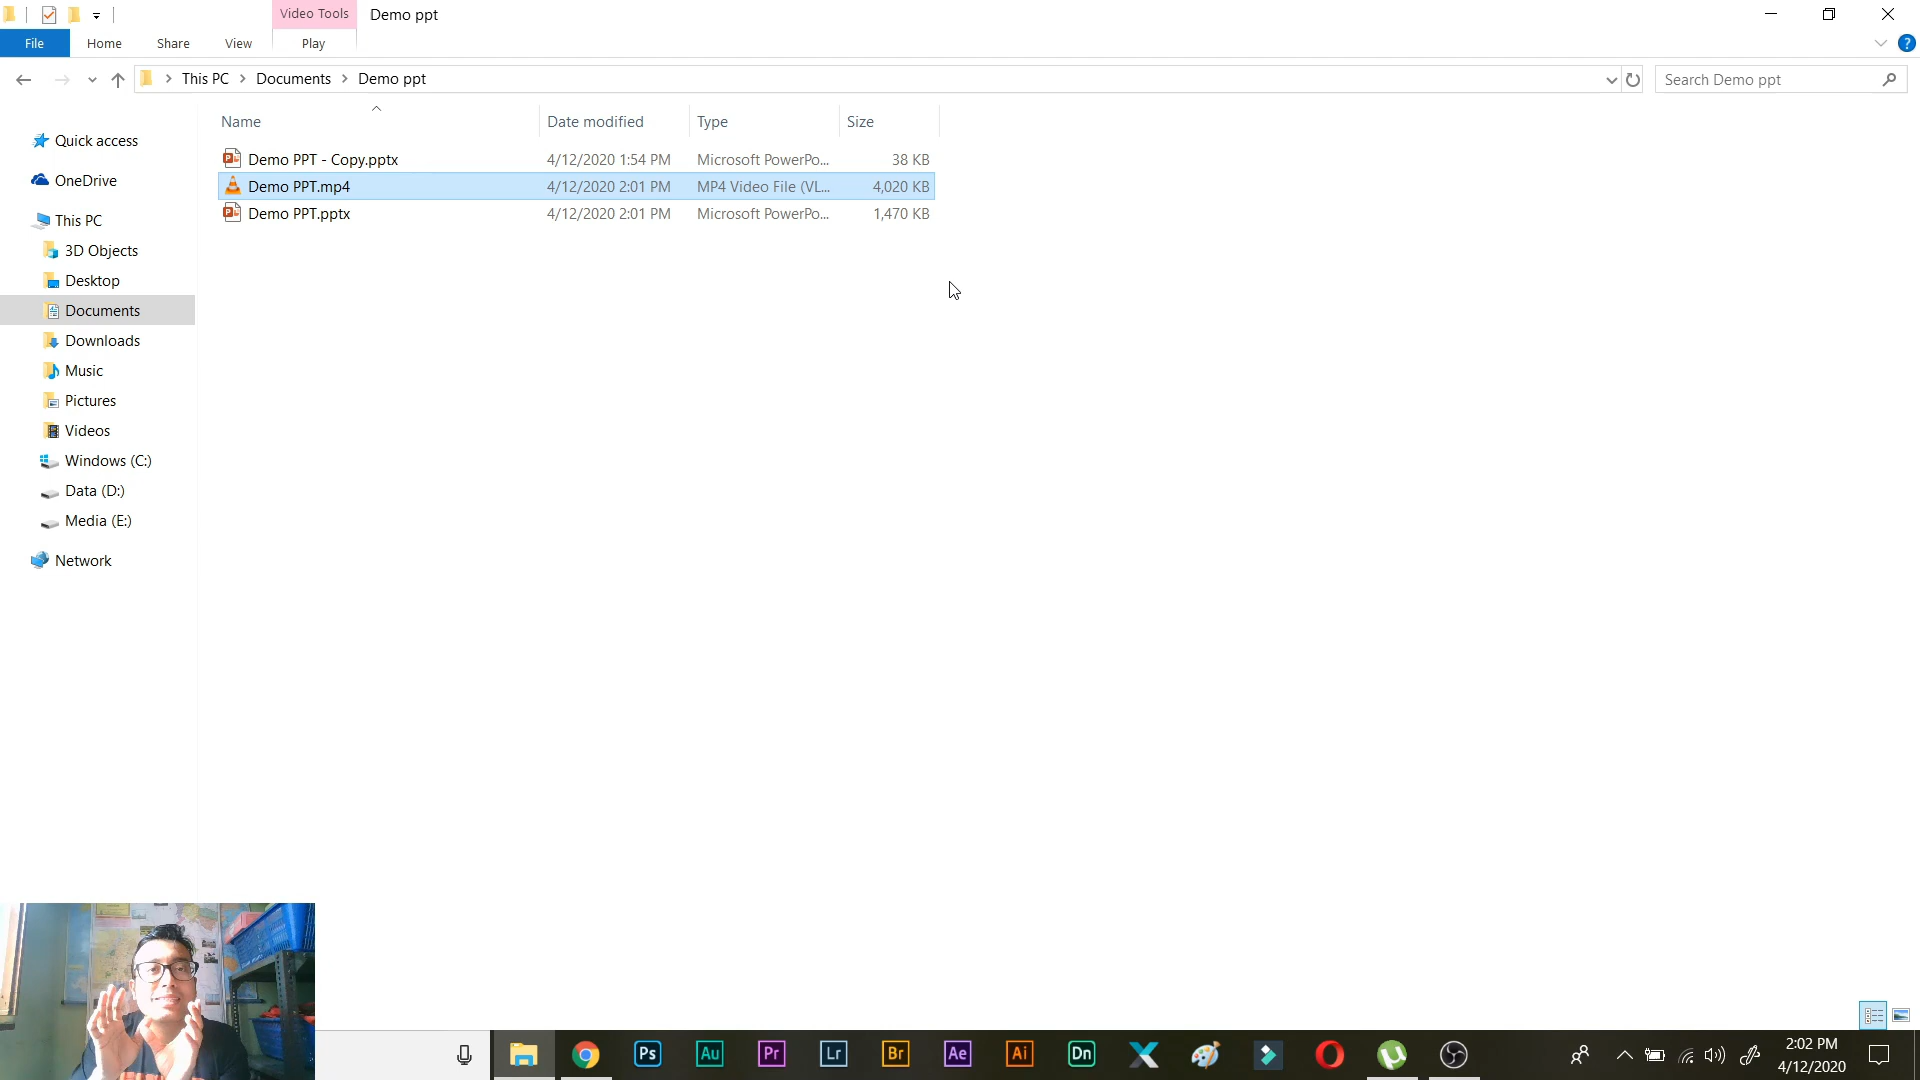 Video Tools
Demo ppt
File
Home
Share
View
Play
?
This PC
Documents
Demo ppt
Search Demo ppt
Name
Date modified
Type
Size
Demo PPT - Copy.pptx 4/12/2020 1:54 PM Microsoft PowerPo... 38 KB
Demo PPT.mp4 4/12/2020 2:01 PM MP4 Video File (VL... 4,020 KB
Demo PPT.pptx 4/12/2020 2:01 PM Microsoft PowerPo... 1,470 KB
Quick access
OneDrive
This PC
3D Objects
Desktop
Documents
Downloads
Music
Pictures
Videos
Windows (C:)
Data (D:)
Media (E:)
Network
Ps
Au
Pr
Lr
Br
Ae
Ai
Dn
2:02 PM
4/12/2020